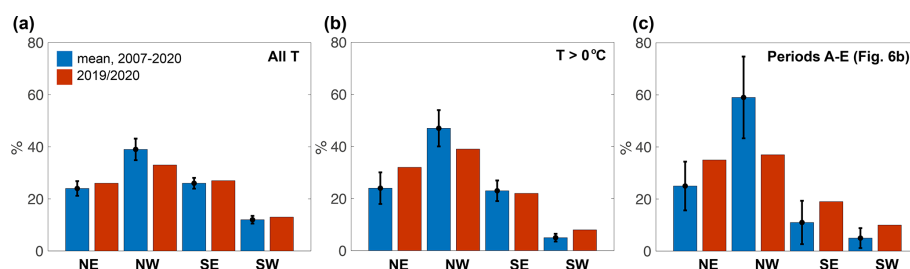 (a)
All T
mean, 2007-2020
2019/2020
%
80
60
40
20
0
NE NW SE SW
(b)
T > 0°C
%
80
60
40
20
0
NE NW SE SW
(c)
Periods A-E (Fig. 6b)
%
80
60
40
20
0
NE NW SE SW